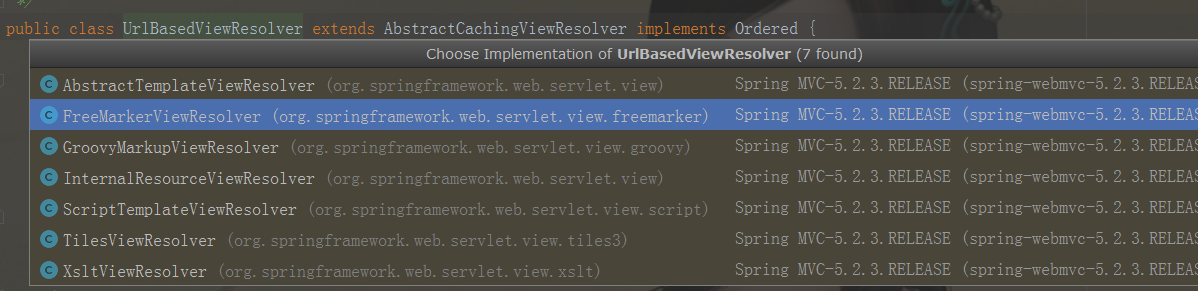 */
public class UrlBasedViewResolver extends AbstractCachingViewResolver implements Ordered {
Choose Implementation of UrlBasedViewResolver (7 found)
C AbstractTemplateViewResolver (org.springframework.web.servlet.view) Spring MVC-5.2.3.RELEASE (spring-webmvc-5.2.3.RELEAS
C FreeMarkerViewResolver (org.springframework.web.servlet.view.freemarker) Spring MVC-5.2.3.RELEASE (spring-webmvc-5.2.3.RELEAS
C GroovyMarkupViewResolver (org.springframework.web.servlet.view.groovy) Spring MVC-5.2.3.RELEASE (spring-webmvc-5.2.3.RELEAS
C InternalResourceViewResolver (org.springframework.web.servlet.view) Spring MVC-5.2.3.RELEASE (spring-webmvc-5.2.3.RELEAS
C ScriptTemplateViewResolver (org.springframework.web.servlet.view.script) Spring MVC-5.2.3.RELEASE (spring-webmvc-5.2.3.RELEAS
C TilesViewResolver (org.springframework.web.servlet.view.tiles3) Spring MVC-5.2.3.RELEASE (spring-webmvc-5.2.3.RELEAS
C XsltViewResolver (org.springframework.web.servlet.view.xslt) Spring MVC-5.2.3.RELEASE (spring-webmvc-5.2.3.RELEAS